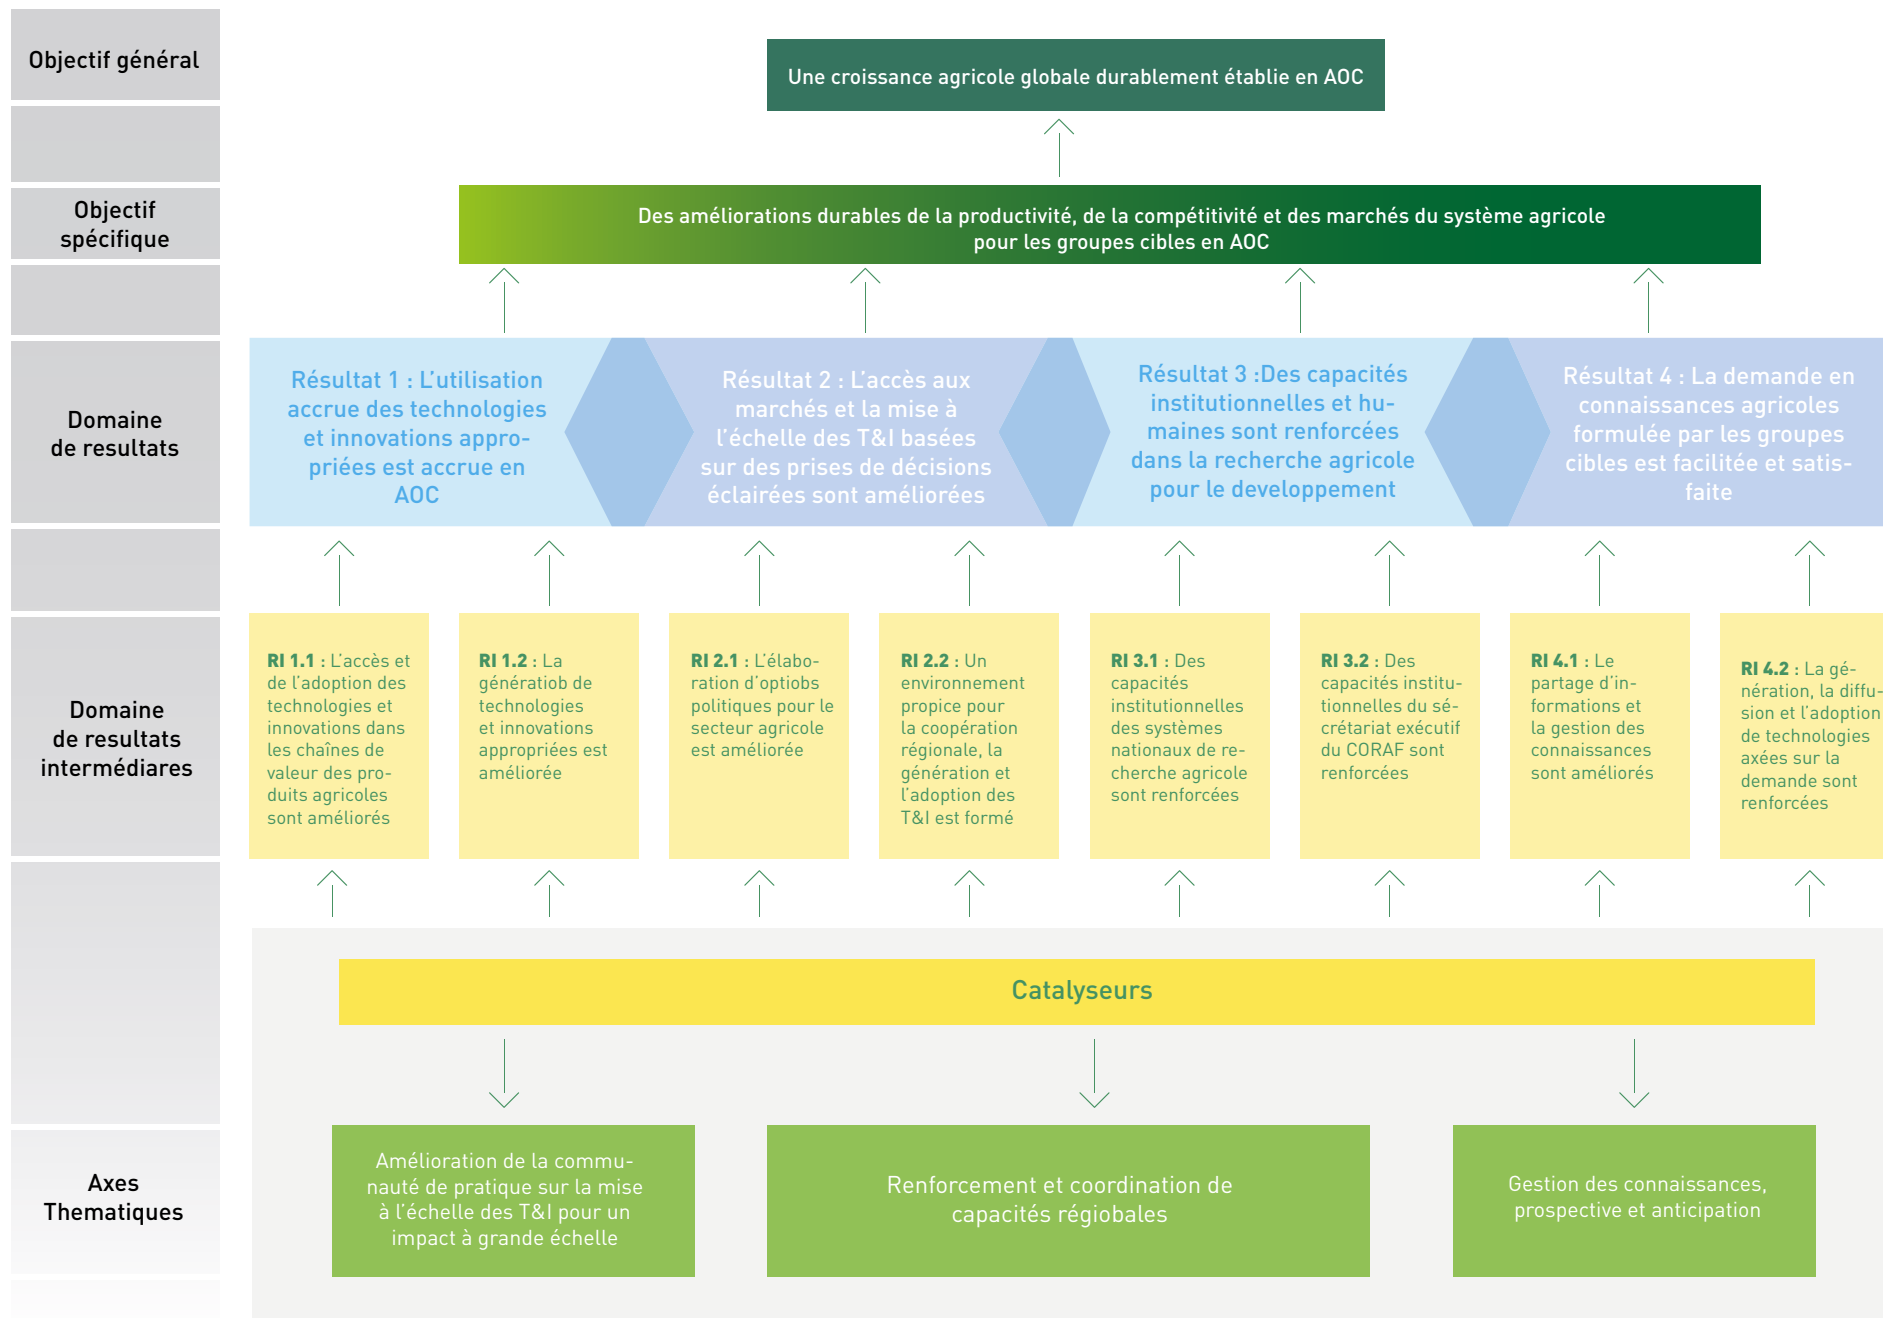 Objectif général
Une croissance agricole globale durablement établie en AOC
Objectif
spécifique
Des améliorations durables de la productivité, de la compétitivité et des marchés du système agricole
pour les groupes cibles en AOC
Domaine
de resultats
Résultat 1 : L'utilisation
accrue des technologies
et innovations appro-
priées est accrue en
AOC
Résultat 2 : L'accès aux
marchés et la mise à
l'échelle des T&I basées
sur des prises de décisions
éclairées sont améliorées
Résultat 3 :Des capacités
institutionnelles et hu-
maines sont renforcées
dans la recherche agricole
pour le developpement
Résultat 4 : La demande en
connaissances agricoles
formulée par les groupes
cibles est facilitée et satis-
faite
Domaine
de resultats
intermédiares
RI 1.1 : L'accès et
de l'adoption des
technologies et
innovations dans
les chaînes de
valeur des pro-
duits agricoles
sont améliorés
RI 1.2 : La
génératiob de
technologies
et innovations
appropriées est
améliorée
RI 2.1 : L'élabo-
ration d'optiobs
politiques pour le
secteur agricole
est améliorée
RI 2.2 : Un
environnement
propice pour
la coopération
régionale, la
génération et
l'adoption des
T&I est formé
RI 3.1 : Des
capacités
institutionnelles
des systèmes
nationaux de re-
cherche agricole
sont renforcées
RI 3.2 : Des
capacités institu-
tionnelles du sé-
crétariat exécutif
du CORAF sont
renforcées
RI 4.1 : Le
partage d'in-
formations et
la gestion des
connaissances
sont améliorés
RI 4.2 : La gé-
nération, la diffu-
sion et l'adoption
de technologies
axées sur la
demande sont
renforcées
Catalyseurs
Axes
Thematiques
Amélioration de la commu-
nauté de pratique sur la mise
à l'échelle des T&I pour un
impact à grande échelle
Renforcement et coordination de
capacités régiobales
Gestion des connaissances,
prospective et anticipation